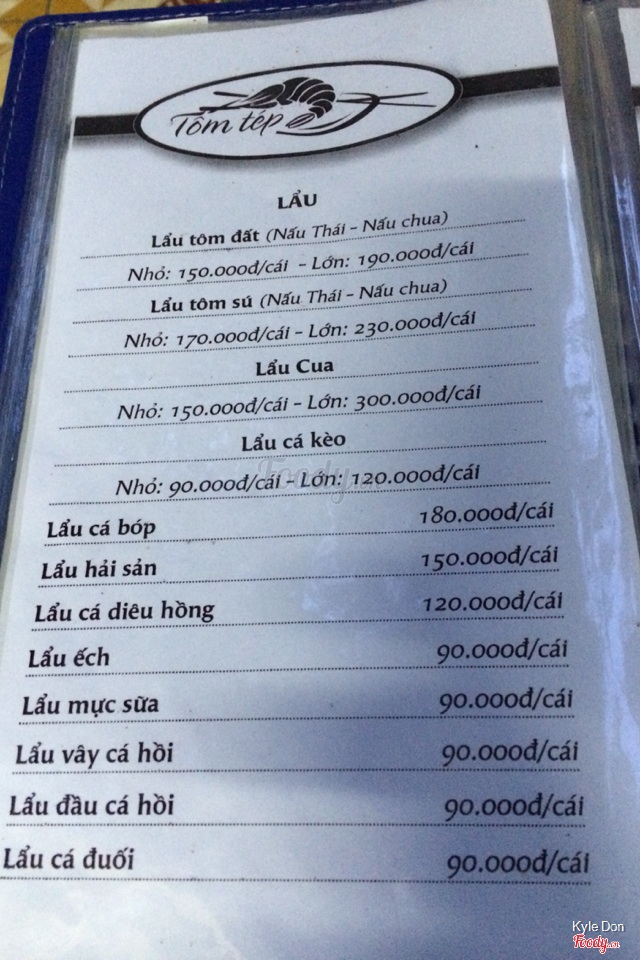 Tôm tép
LẨU
Lẩu tôm đất (Nấu Thái - Nấu chua)
Nhỏ: 150.000đ/cái - Lớn: 190.000đ/cái
Lẩu tôm sú (Nấu Thái - Nấu chua)
Nhỏ: 170.000đ/cái - Lớn: 230.000đ/cái
Lẩu Cua
Nhỏ: 150.000đ/cái - Lớn: 300.000đ/cái
Lẩu cá kèo
Nhỏ: 90.000đ/cái - Lớn: 120.000đ/cái
Lẩu cá bóp 180.000đ/cái
Lẩu hải sản 150.000đ/cái
Lẩu cá diêu hồng 120.000đ/cái
Lẩu ếch 90.000đ/cái
Lẩu mực sữa 90.000đ/cái
Lẩu vây cá hồi 90.000đ/cái
Lẩu đầu cá hồi 90.000đ/cái
Lẩu cá đuối 90.000đ/cái
Kyle Don
Foody.vn